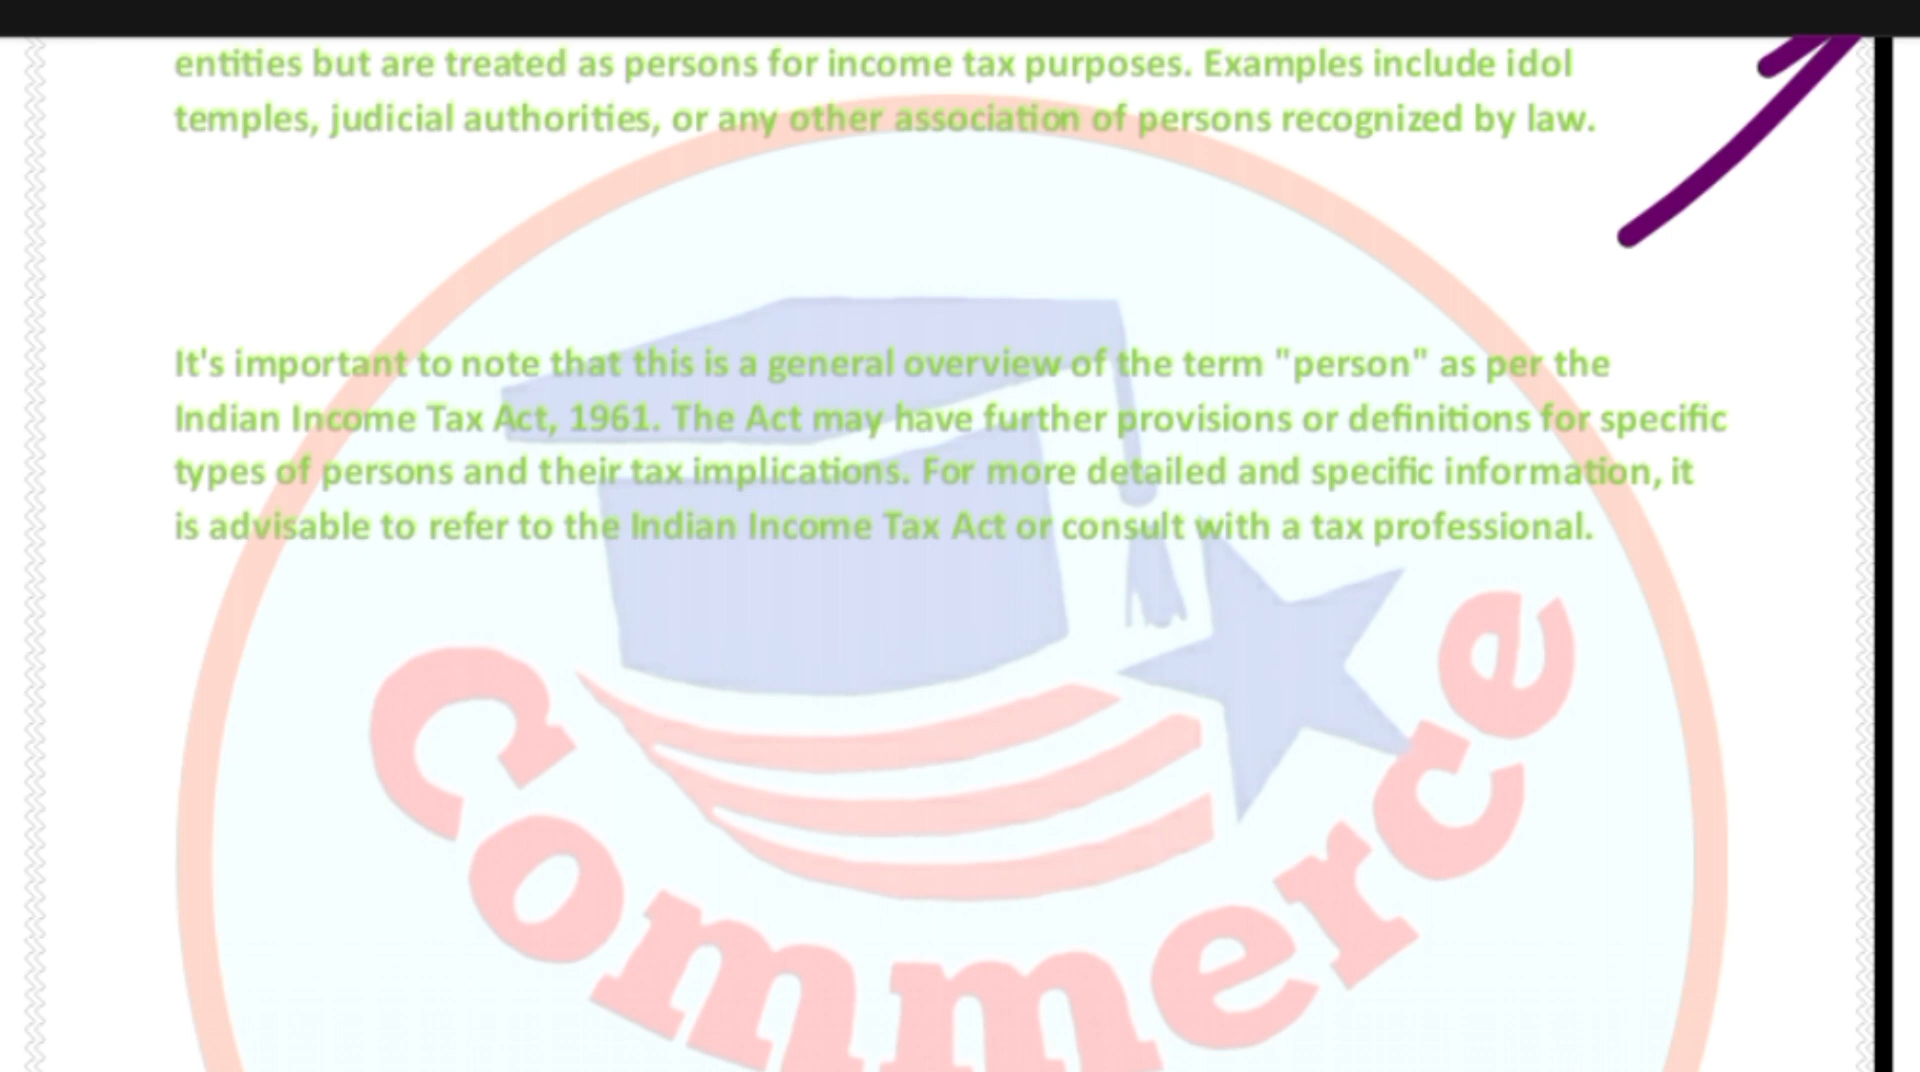 entities but are treated as persons for income tax purposes. Examples include idol
temples, judicial authorities, or any other association of persons recognized by law.
It's important to note that this is a general overview of the term "person" as per the
Indian Income Tax Act, 1961. The Act may have further provisions or definitions for specific
types of persons and their tax implications. For more detailed and specific information, it
is advisable to refer to the Indian Income Tax Act or consult with a tax professional.
Commerce